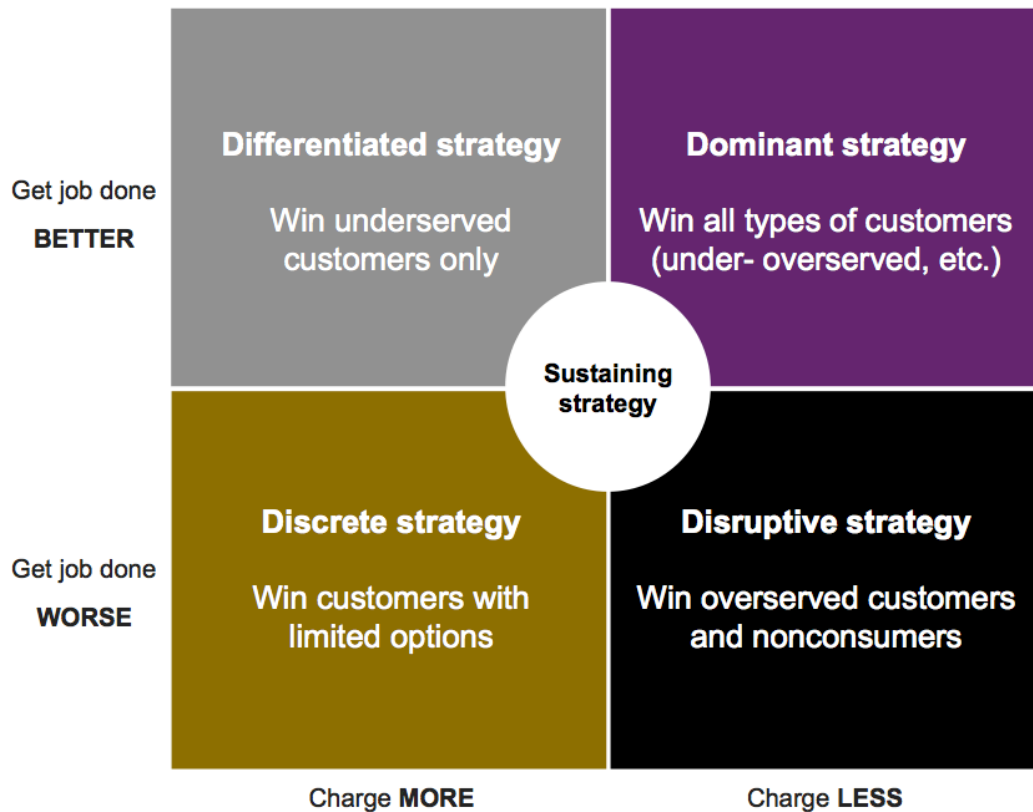 Differentiated strategy
Win underserved
customers only
Dominant strategy
Win all types of customers
(under- overserved, etc.)
Get job done
BETTER
Sustaining
strategy
Discrete strategy
Win customers with
limited options
Disruptive strategy
Win overserved customers
and nonconsumers
Get job done
WORSE
Charge MORE
Charge LESS